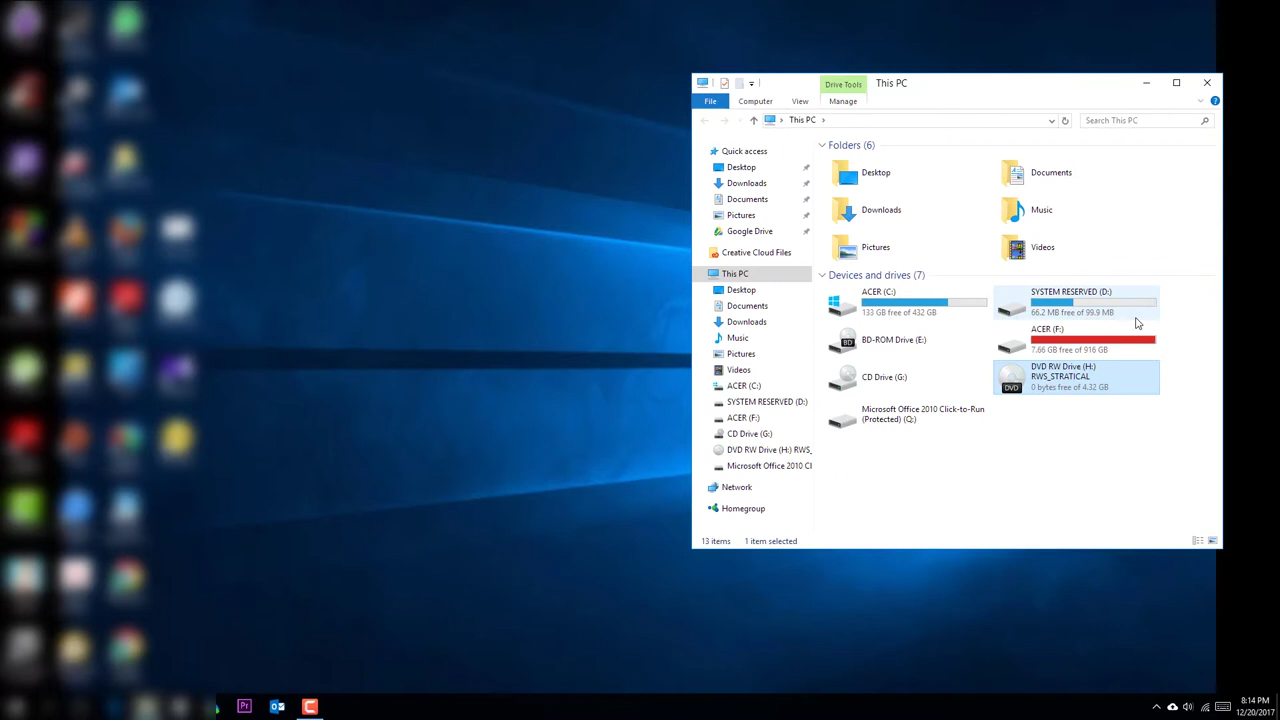 Drive Tools
This PC
File
Computer
View
Manage
This PC
Search This PC
Quick access
Desktop
Downloads
Documents
Pictures
Google Drive
Creative Cloud Files
This PC
Desktop
Documents
Downloads
Music
Pictures
Videos
ACER (C:)
SYSTEM RESERVED (D:)
ACER (F:)
CD Drive (G:)
DVD RW Drive (H:) RWS_
Microsoft Office 2010 Cl
Network
Homegroup
Folders (6)
Desktop
Documents
Downloads
Music
Pictures
Videos
Devices and drives (7)
ACER (C:)
133 GB free of 432 GB
SYSTEM RESERVED (D:)
66.2 MB free of 99.9 MB
BD
BD-ROM Drive (E:)
ACER (F:)
7.66 GB free of 916 GB
CD Drive (G:)
DVD
DVD RW Drive (H:)
RWS_STRATICAL
0 bytes free of 4.32 GB
Microsoft Office 2010 Click-to-Run
(Protected) (Q:)
13 items
1 item selected
Pr
8:14 PM
12/20/2017